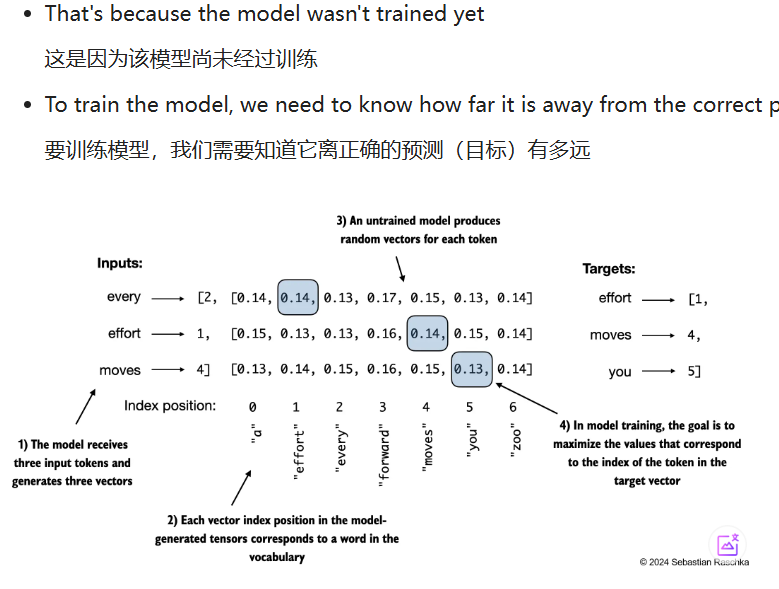 That's because the model wasn't trained yet
这是因为该模型尚未经过训练
To train the model, we need to know how far it is away from the correct p
要训练模型，我们需要知道它离正确的预测（目标）有多远
3) An untrained model produces
random vectors for each token
Inputs:
Targets:
every [2, [0.14, 0.14, 0.13, 0.17, 0.15, 0.13, 0.14] effort [1,
effort 1, [0.15, 0.13, 0.13, 0.16, 0.14, 0.15, 0.14] moves 4,
moves 4] [0.13, 0.14, 0.15, 0.16, 0.15, 0.13, 0.14] you 5]
Index position: 0 1 2 3 4 5 6
"a" "effort" "every" "forward" "moves" "you" "zoo"
1) The model receives
three input tokens and
generates three vectors
4) In model training, the goal is to
maximize the values that correspond
to the index of the token in the
target vector
2) Each vector index position in the model-
generated tensors corresponds to a word in the
vocabulary
© 2024 Sebastian Raschka